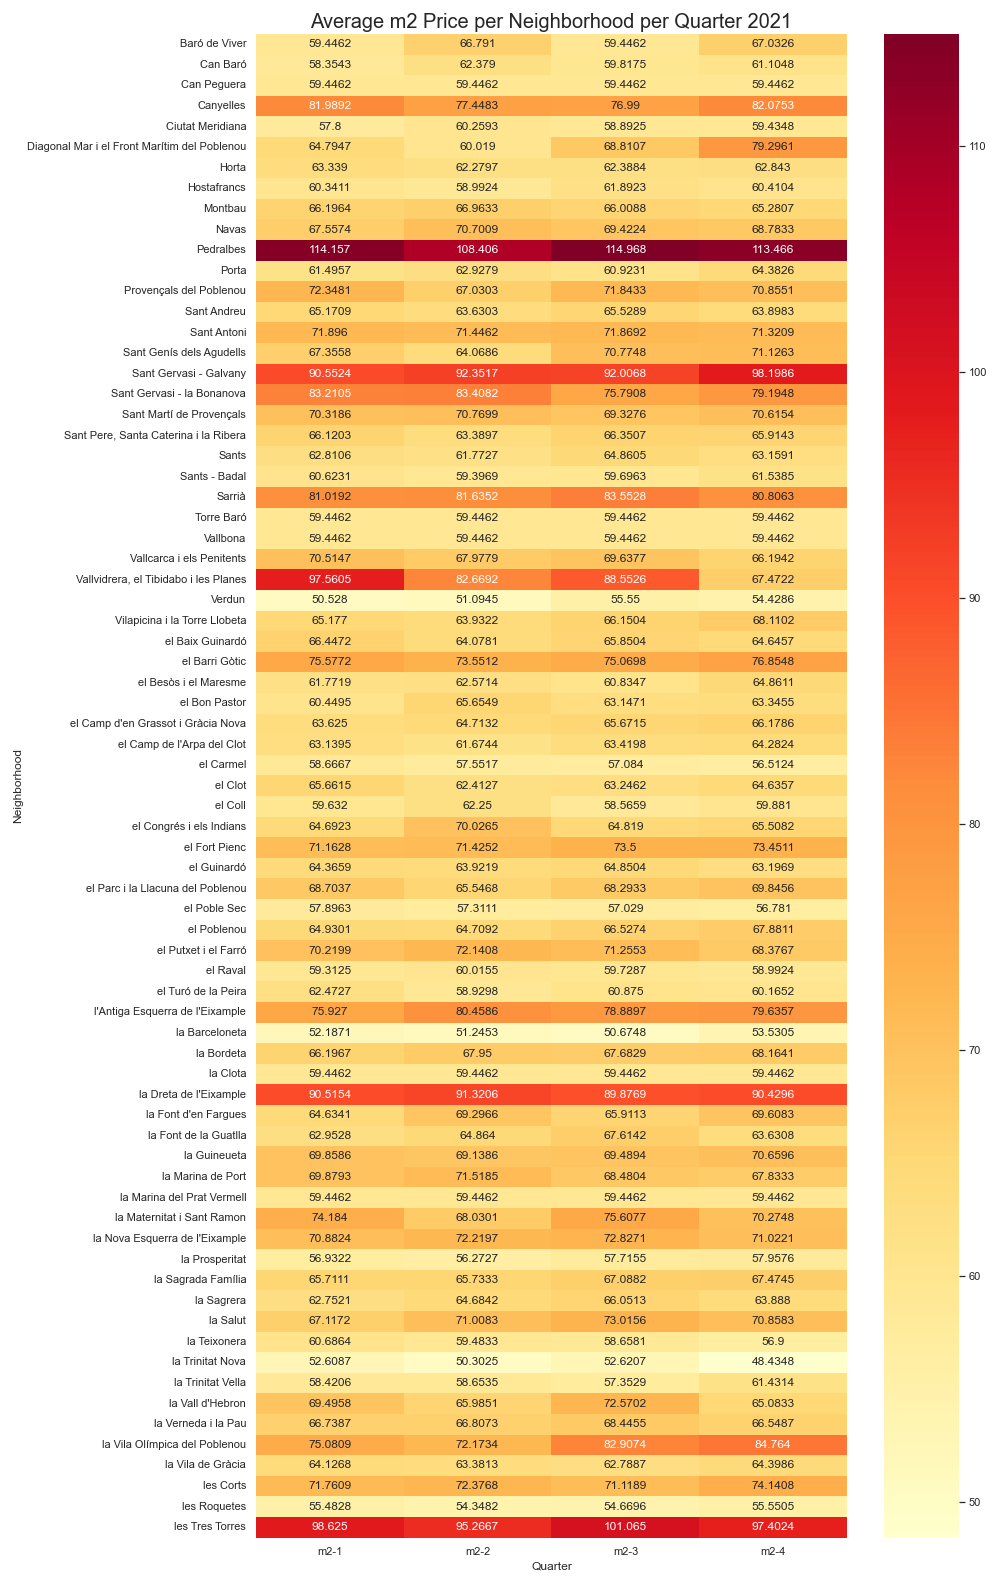 Average m2 Price per Neighborhood per Quarter 2021
Baró de Viver 59.4462 66.791 59.4462 67.0326
Can Baró 58.3543 62.379 59.8175 61.1048
Can Peguera 59.4462 59.4462 59.4462 59.4462
Canyelles 81.9892 77.4483 76.99 82.0753
Ciutat Meridiana 57.8 60.2593 58.8925 59.4348
Diagonal Mar i el Front Marítim del Poblenou 64.7947 60.019 68.8107 79.2961
Horta 63.339 62.2797 62.3884 62.843
Hostafrancs 60.3411 58.9924 61.8923 60.4104
Montbau 66.1964 66.9633 66.0088 65.2807
Navas 67.5574 70.7009 69.4224 68.7833
Pedralbes 114.157 108.406 114.968 113.466
Porta 61.4957 62.9279 60.9231 64.3826
Provençals del Poblenou 72.3481 67.0303 71.8433 70.8551
Sant Andreu 65.1709 63.6303 65.5289 63.8983
Sant Antoni 71.896 71.4462 71.8692 71.3209
Sant Genís dels Agudells 67.3558 64.0686 70.7748 71.1263
Sant Gervasi - Galvany 90.5524 92.3517 92.0068 98.1986
Sant Gervasi - la Bonanova 83.2105 83.4082 75.7908 79.1948
Sant Martí de Provençals 70.3186 70.7699 69.3276 70.6154
Sant Pere, Santa Caterina i la Ribera 66.1203 63.3897 66.3507 65.9143
Sants 62.8106 61.7727 64.8605 63.1591
Sants - Badal 60.6231 59.3969 59.6963 61.5385
Sarrià 81.0192 81.6352 83.5528 80.8063
Torre Baró 59.4462 59.4462 59.4462 59.4462
Vallbona 59.4462 59.4462 59.4462 59.4462
Vallcarca i els Penitents 70.5147 67.9779 69.6377 66.1942
Vallvidrera, el Tibidabo i les Planes 97.5605 82.6692 88.5526 67.4722
Verdun 50.528 51.0945 55.55 54.4286
Vilapicina i la Torre Llobeta 65.177 63.9322 66.1504 68.1102
el Baix Guinardó 66.4472 64.0781 65.8504 64.6457
el Barri Gòtic 75.5772 73.5512 75.0698 76.8548
el Besòs i el Maresme 61.7719 62.5714 60.8347 64.8611
el Bon Pastor 60.4495 65.6549 63.1471 63.3455
el Camp d'en Grassot i Gràcia Nova 63.625 64.7132 65.6715 66.1786
el Camp de l'Arpa del Clot 63.1395 61.6744 63.4198 64.2824
el Carmel 58.6667 57.5517 57.084 56.5124
el Clot 65.6615 62.4127 63.2462 64.6357
el Coll 59.632 62.25 58.5659 59.881
el Congrés i els Indians 64.6923 70.0265 64.819 65.5082
el Fort Pienc 71.1628 71.4252 73.5 73.4511
el Guinardó 64.3659 63.9219 64.8504 63.1969
el Parc i la Llacuna del Poblenou 68.7037 65.5468 68.2933 69.8456
el Poble Sec 57.8963 57.3111 57.029 56.781
el Poblenou 64.9301 64.7092 66.5274 67.8811
el Putxet i el Farró 70.2199 72.1408 71.2553 68.3767
el Raval 59.3125 60.0155 59.7287 58.9924
el Turó de la Peira 62.4727 58.9298 60.875 60.1652
l'Antiga Esquerra de l'Eixample 75.927 80.4586 78.8897 79.6357
la Barceloneta 52.1871 51.2453 50.6748 53.5305
la Bordeta 66.1967 67.95 67.6829 68.1641
la Clota 59.4462 59.4462 59.4462 59.4462
la Dreta de l'Eixample 90.5154 91.3206 89.8769 90.4296
la Font d'en Fargues 64.6341 69.2966 65.9113 69.6083
la Font de la Guatlla 62.9528 64.864 67.6142 63.6308
la Guineueta 69.8586 69.1386 69.4894 70.6596
la Marina de Port 69.8793 71.5185 68.4804 67.8333
la Marina del Prat Vermell 59.4462 59.4462 59.4462 59.4462
la Maternitat i Sant Ramon 74.184 68.0301 75.6077 70.2748
la Nova Esquerra de l'Eixample 70.8824 72.2197 72.8271 71.0221
la Prosperitat 56.9322 56.2727 57.7155 57.9576
la Sagrada Família 65.7111 65.7333 67.0882 67.4745
la Sagrera 62.7521 64.6842 66.0513 63.888
la Salut 67.1172 71.0083 73.0156 70.8583
la Teixonera 60.6864 59.4833 58.6581 56.9
la Trinitat Nova 52.6087 50.3025 52.6207 48.4348
la Trinitat Vella 58.4206 58.6535 57.3529 61.4314
la Vall d'Hebron 69.4958 65.9851 72.5702 65.0833
la Verneda i la Pau 66.7387 66.8073 68.4455 66.5487
la Vila Olímpica del Poblenou 75.0809 72.1734 82.9074 84.764
la Vila de Gràcia 64.1268 63.3813 62.7887 64.3986
les Corts 71.7609 72.3768 71.1189 74.1408
les Roquetes 55.4828 54.3482 54.6696 55.5505
les Tres Torres 98.625 95.2667 101.065 97.4024
m2-1 m2-2 m2-3 m2-4
Quarter
Neighborhood
110
100
90
80
70
60
50